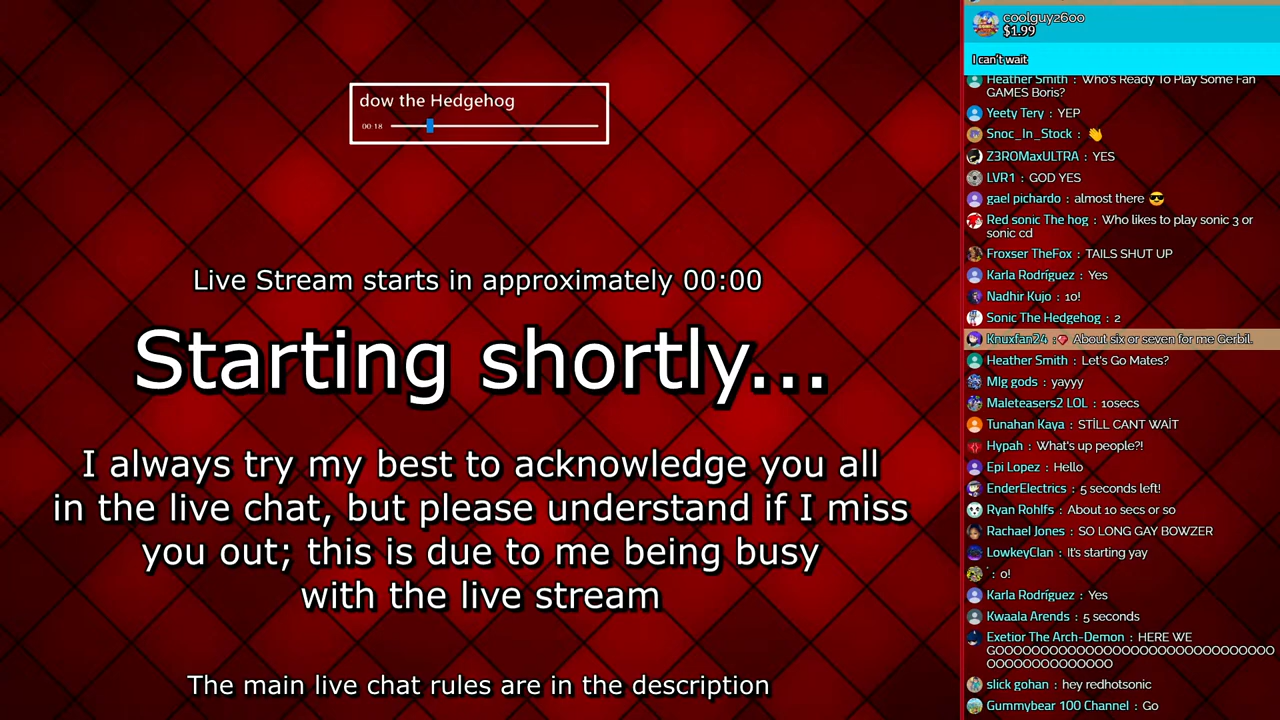 dow the Hedgehog
00:18
Live Stream starts in approximately 00:00
Starting shortly...
I always try my best to acknowledge you all
in the live chat, but please understand if I miss
you out; this is due to me being busy
with the live stream
The main live chat rules are in the description
coolguy2600
$1.99
I can't wait
Heather Smith : Who's Ready To Play Some Fan
GAMES Boris?
Yeety Tery : YEP
Snoc_In_Stock : 👏
Z3ROMaxULTRA : YES
LVR1 : GOD YES
gael pichardo : almost there 😎
Red sonic The hog : Who likes to play sonic 3 or
sonic cd
Froxser TheFox : TAILS SHUT UP
Karla Rodríguez : Yes
Nadhir Kujo : 10!
Sonic The Hedgehog : 2
Knuxfan24 : About six or seven for me Gerbil.
Heather Smith : Let's Go Mates?
Mlg gods : yayyy
Maleteasers2 LOL : 10secs
Tunahan Kaya : STİLL CANT WAİT
Hypah : What's up people?!
Epi Lopez : Hello
EnderElectrics : 5 seconds left!
Ryan Rohlfs : About 10 secs or so
Rachael Jones : SO LONG GAY BOWZER
LowkeyClan : It's starting yay
` : o!
Karla Rodríguez : Yes
Kwaala Arends : 5 seconds
Exetior The Arch-Demon : HERE WE
GOOOOOOOOOOOOOOOOOOOOOOOOOOOOOOO
OOOOOOOOOOOOOO
slick gohan : hey redhotsonic
Gummybear 100 Channel : Go